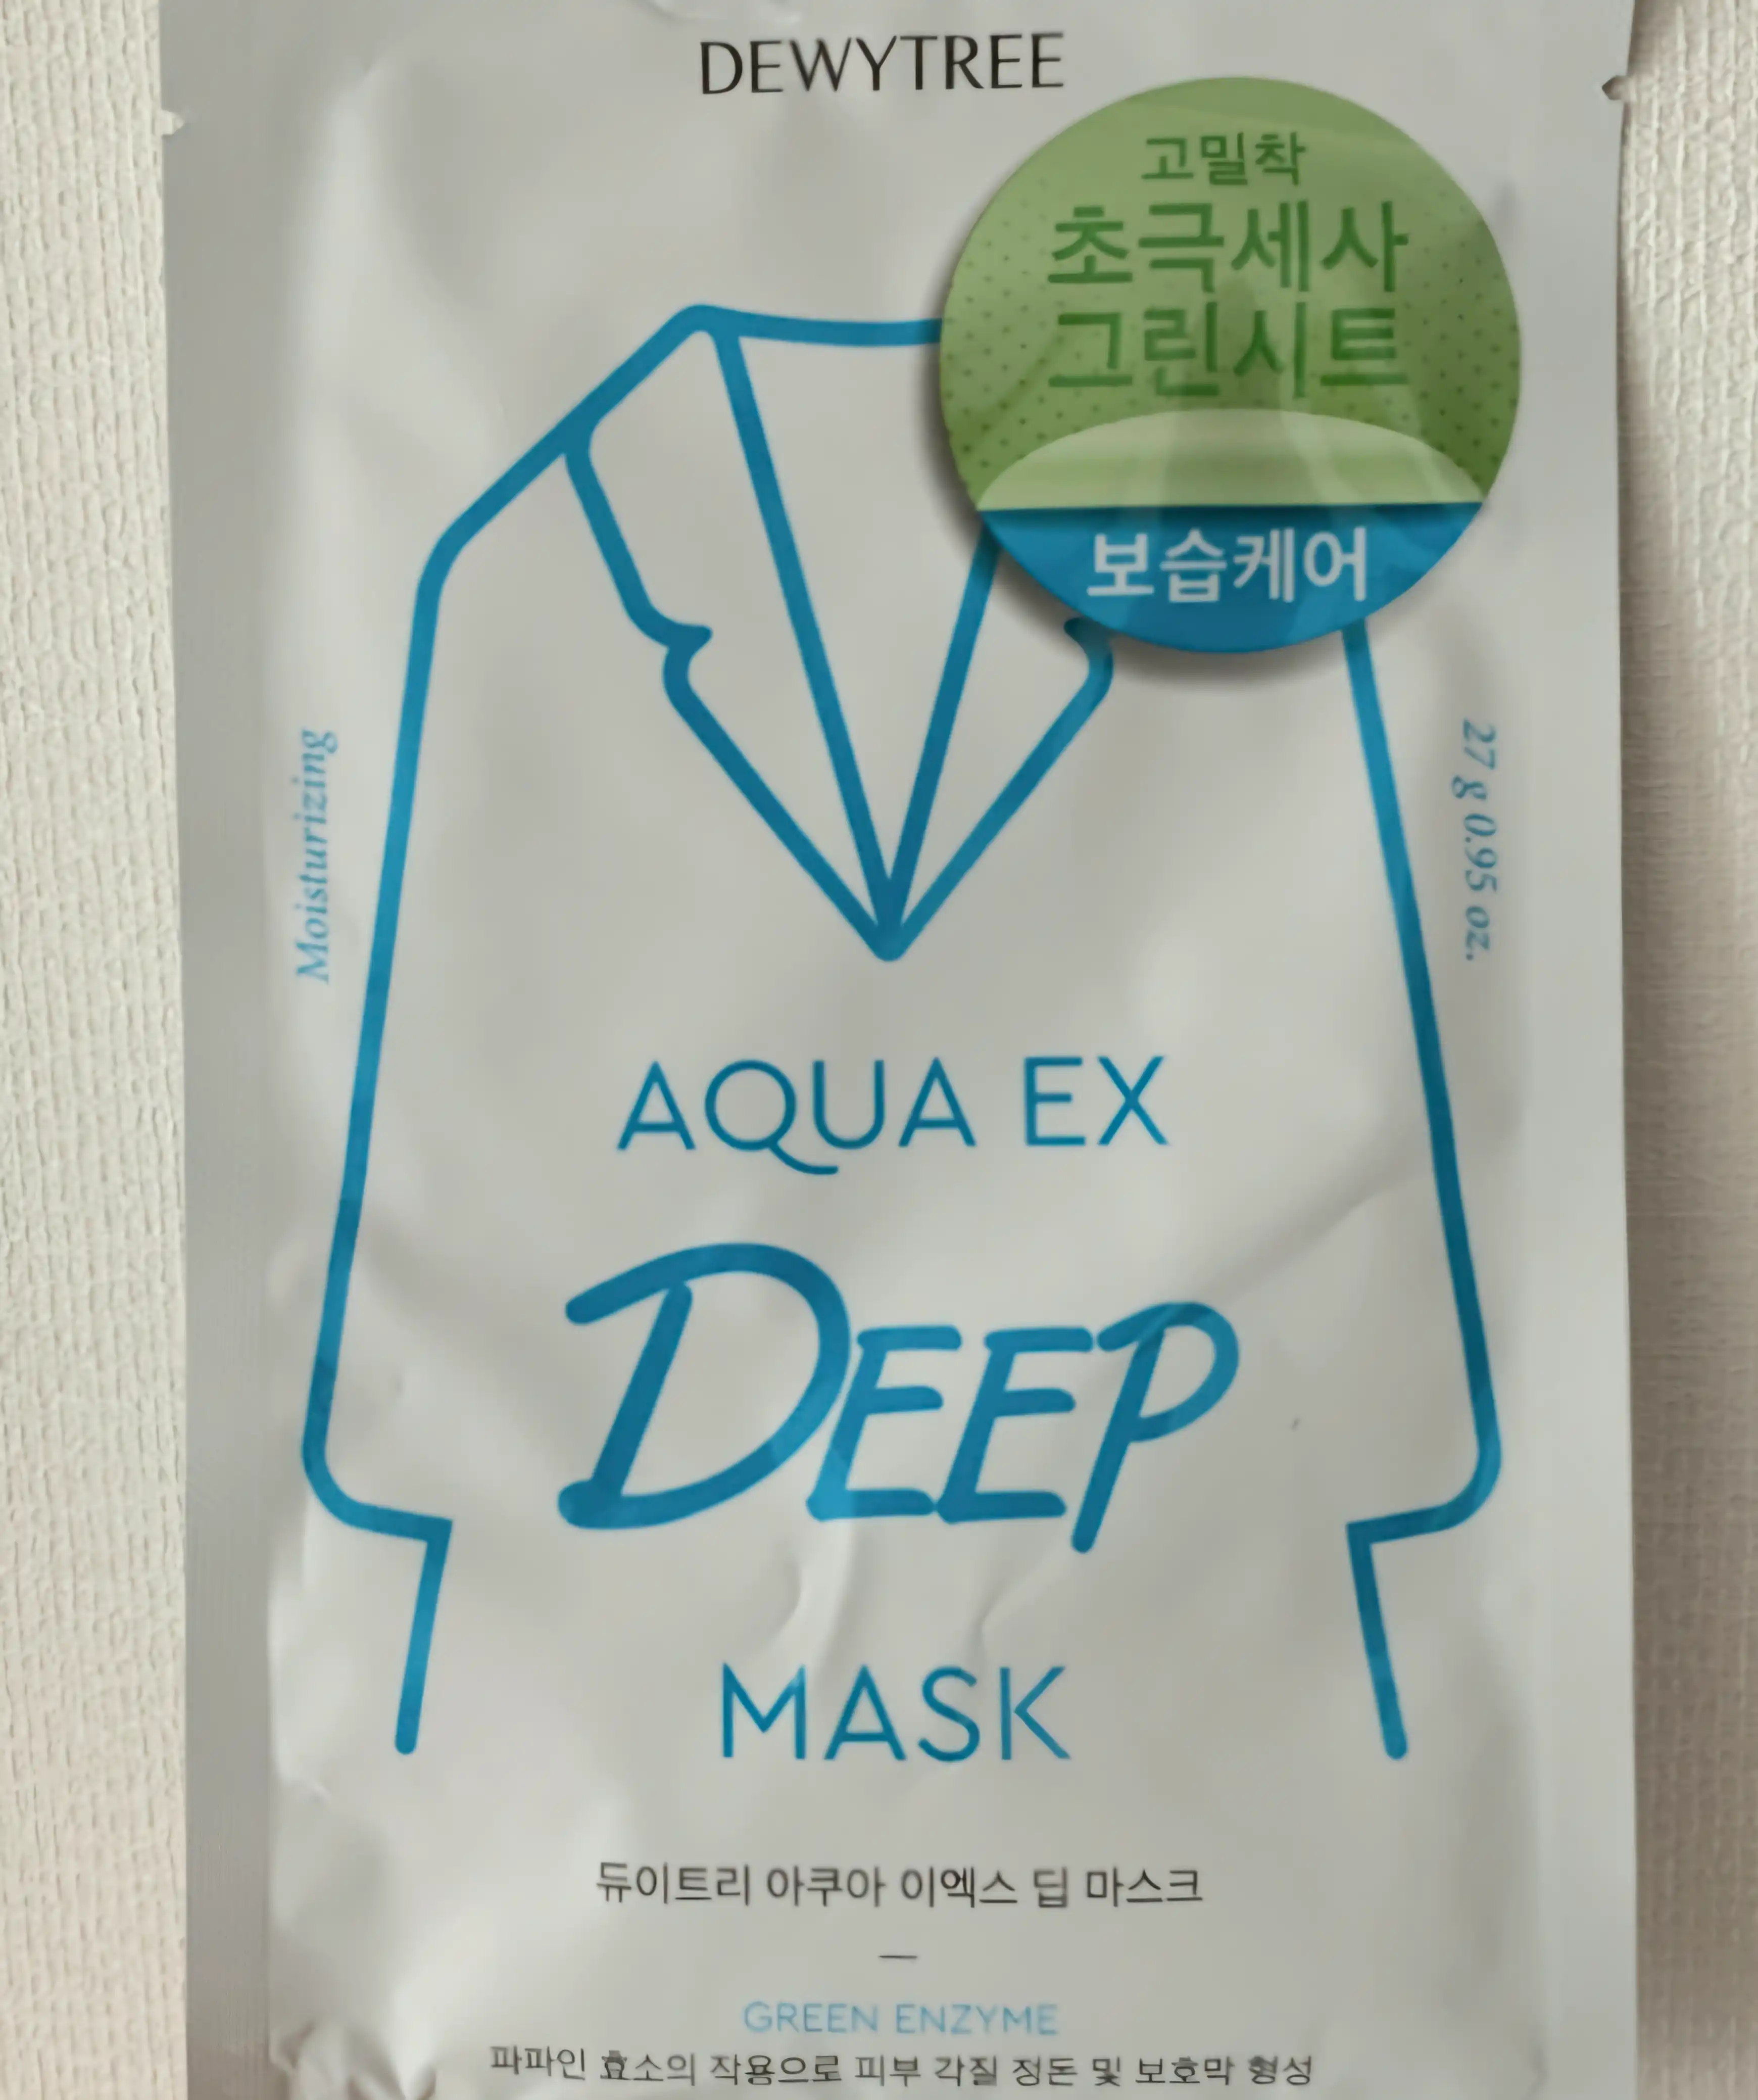 DEWYTREE
고밀착
초극세사
그린시트
보습케어
Moisturizing
27 g 0.95 oz.
AQUA EX
DEEP
MASK
듀이트리 아쿠아 이엑스 딥 마스크
GREEN ENZYME
파파인 효소의 작용으로 피부 각질 정돈 및 보호막 형성